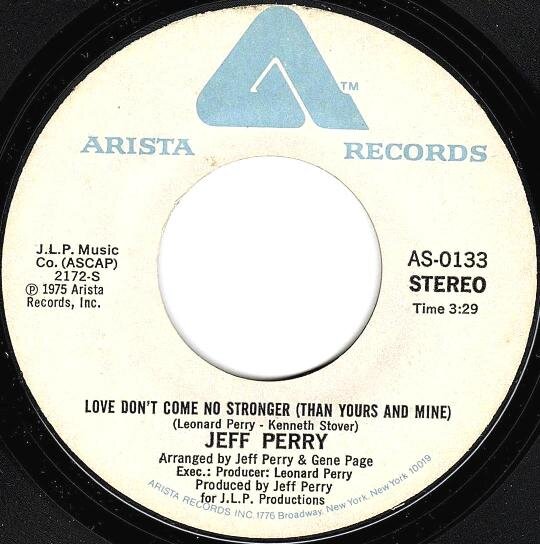 TM
ARISTA RECORDS
J.L.P. Music
Co. (ASCAP)
2172-S
℗ 1975 Arista
Records, Inc.
AS-0133
STEREO
Time 3:29
LOVE DON'T COME NO STRONGER (THAN YOURS AND MINE)
(Leonard Perry - Kenneth Stover)
JEFF PERRY
Arranged by Jeff Perry & Gene Page
Exec.: Producer: Leonard Perry
Produced by Jeff Perry
for J.L.P. Productions
ARISTA RECORDS INC. 1776 Broadway, New York, New York 10019